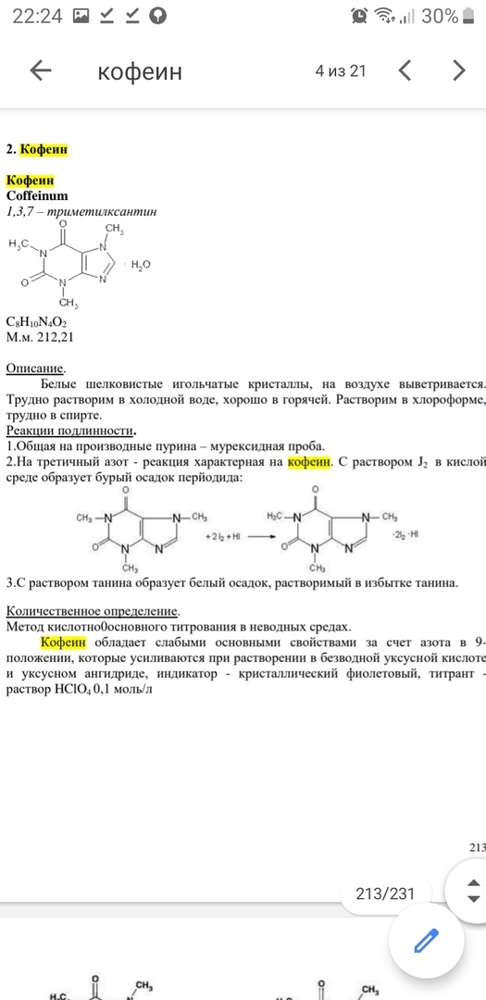 22:24 30%
кофеин 4 из 21
2. Кофеин
Кофеин
Coffeinum
1,3,7 – триметилксантин
O CH₃
H₃C N N
· H₂O
O N N
CH₃
C₈H₁₀N₄O₂
М.м. 212,21
Описание.
Белые шелковистые игольчатые кристаллы, на воздухе выветривается.
Трудно растворим в холодной воде, хорошо в горячей. Растворим в хлороформе,
трудно в спирте.
Реакции подлинности.
1.Общая на производные пурина – мурексидная проба.
2.На третичный азот - реакция характерная на кофеин. С раствором J₂ в кислой
среде образует бурый осадок перйодида:
O O
CH₃ N N CH₃ H₃C N N CH₃
+2I₂+HI ·2I₂·HI
O N N O N N
CH₃ CH₃
3.С раствором танина образует белый осадок, растворимый в избытке танина.
Количественное определение.
Метод кислотно0основного титрования в неводных средах.
Кофеин обладает слабыми основными свойствами за счет азота в 9-
положении, которые усиливаются при растворении в безводной уксусной кислоте
и уксусном ангидриде, индикатор - кристаллический фиолетовый, титрант -
раствор HClO₄ 0,1 моль/л
213
213/231
O CH₃ O CH₃
H₃C